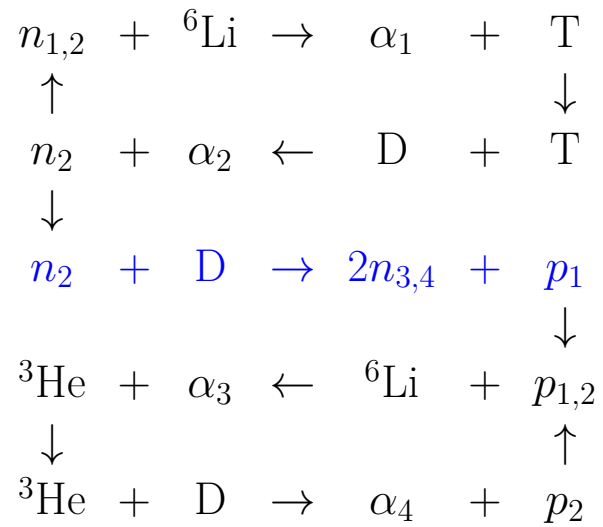 n₁,₂ + ⁶Li → α₁ + T
↑ ↓
n₂ + α₂ ← D + T
↓
n₂ + D → 2n₃,₄ + p₁
↓
³He + α₃ ← ⁶Li + p₁,₂
↓ ↑
³He + D → α₄ + p₂